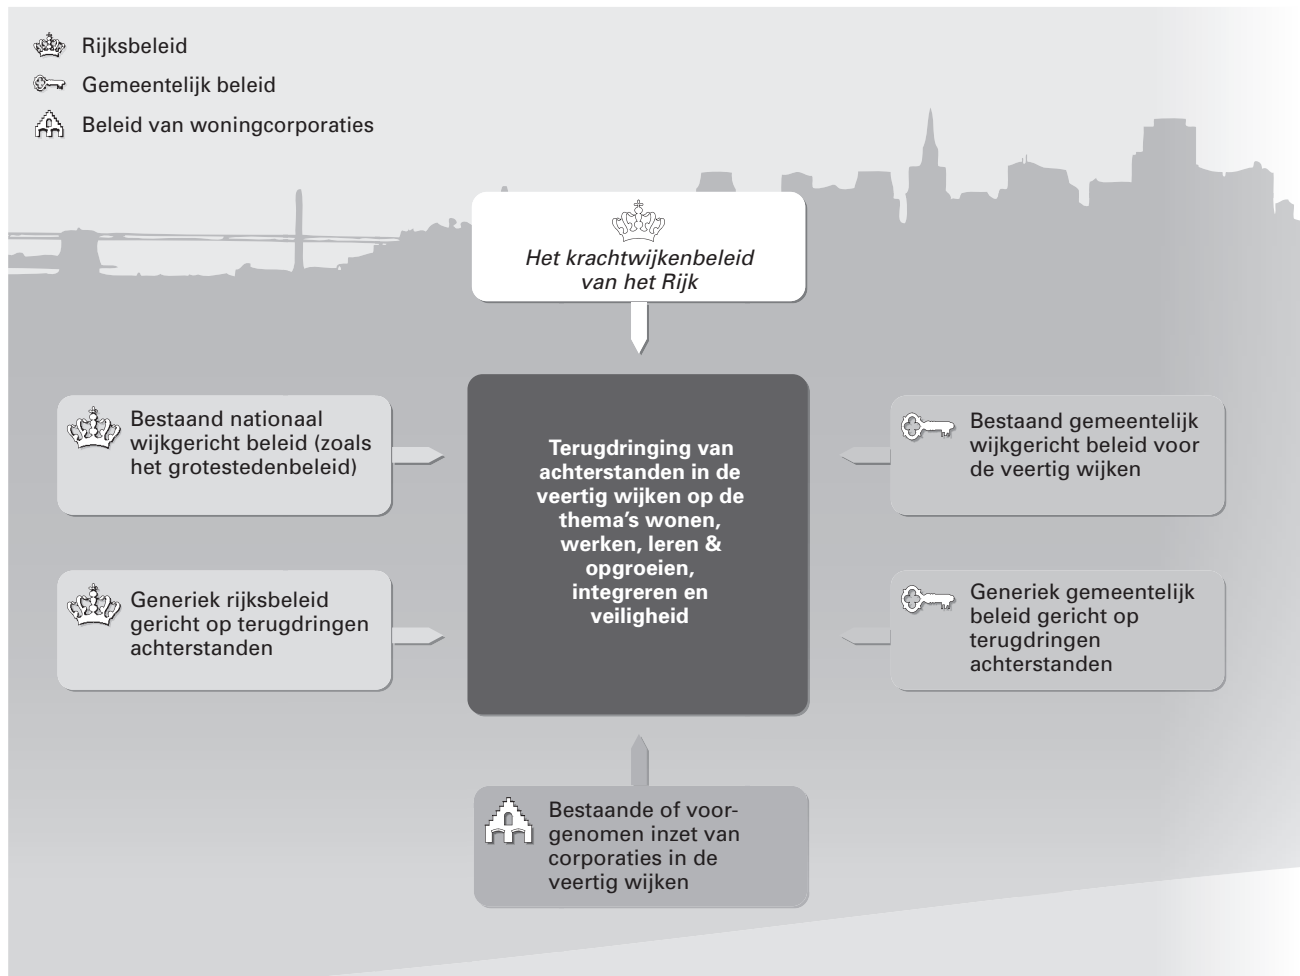 Rijksbeleid
Gemeentelijk beleid
Beleid van woningcorporaties
Het krachtwijkenbeleid
van het Rijk
Bestaand nationaal
wijkgericht beleid (zoals
het grotestedenbeleid)
Generiek rijksbeleid
gericht op terugdringen
achterstanden
Terugdringing van
achterstanden in de
veertig wijken op de
thema's wonen,
werken, leren &
opgroeien,
integreren en
veiligheid
Bestaand gemeentelijk
wijkgericht beleid voor
de veertig wijken
Generiek gemeentelijk
beleid gericht op
terugdringen
achterstanden
Bestaande of voor-
genomen inzet van
corporaties in de
veertig wijken